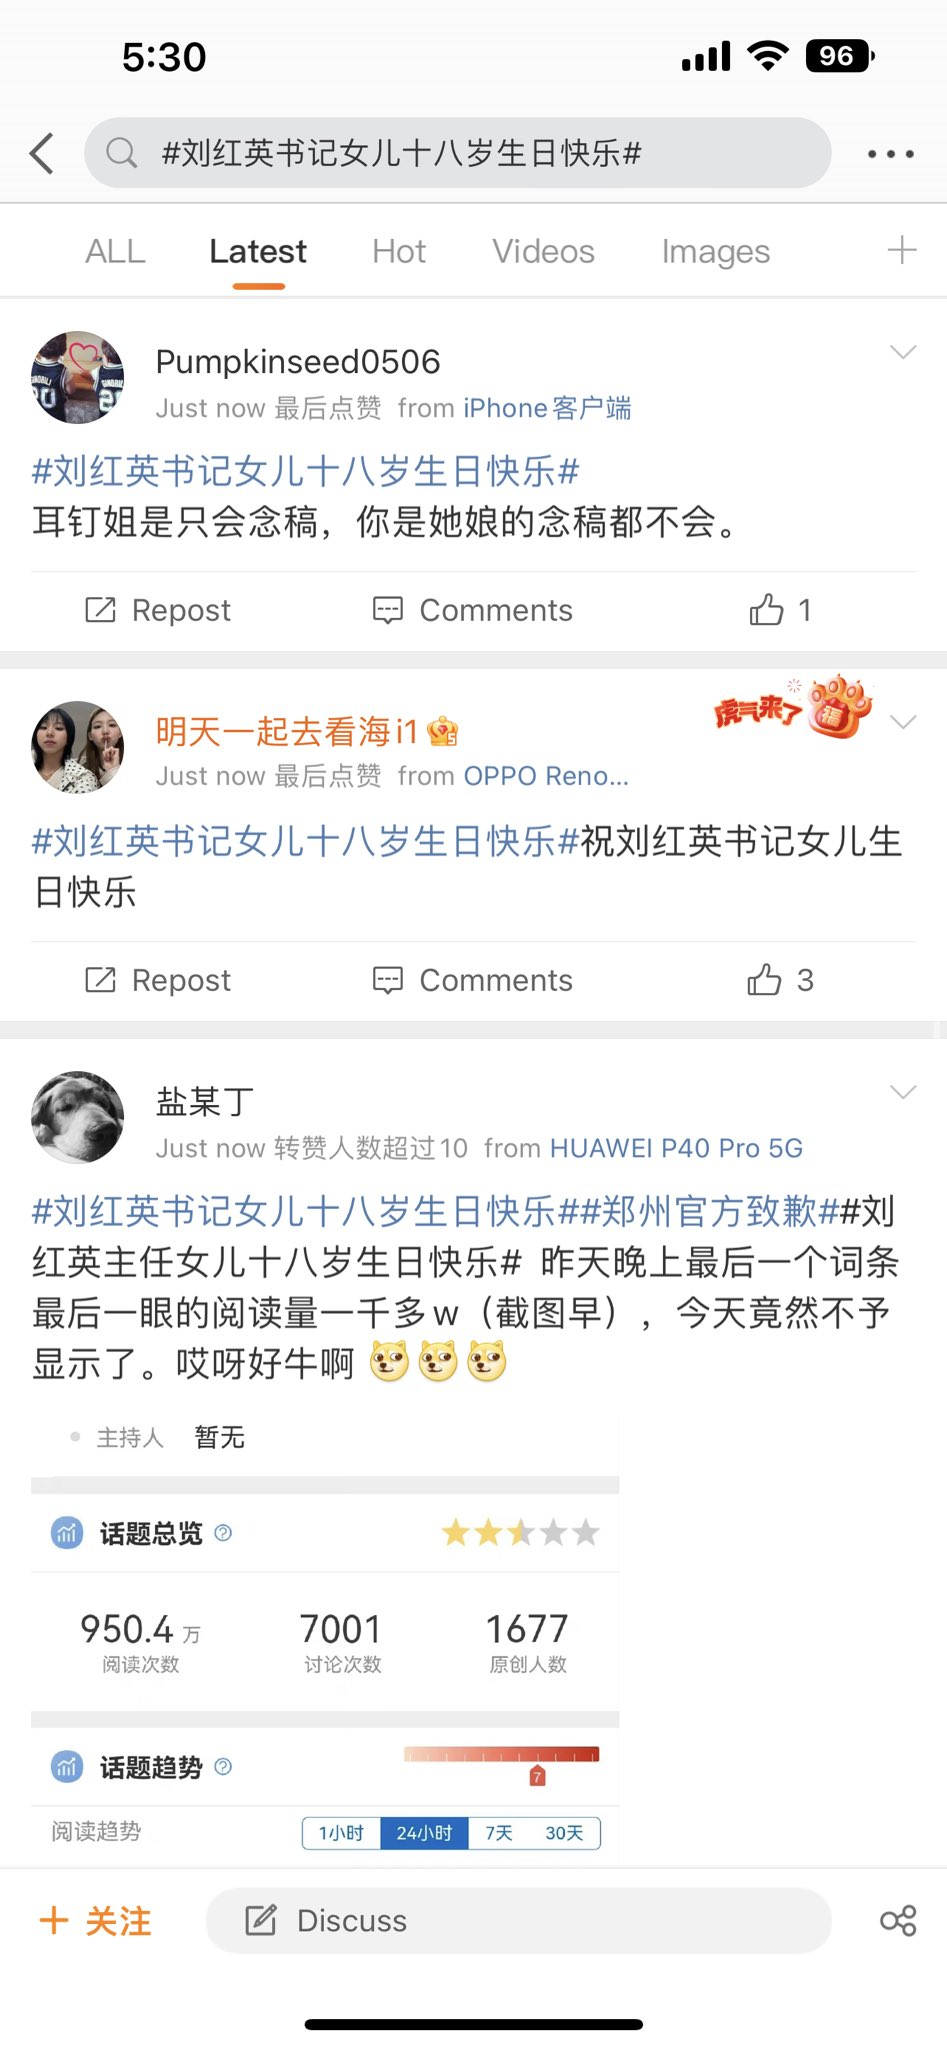 5:30
96
#刘红英书记女儿十八岁生日快乐#
ALL Latest Hot Videos Images
Pumpkinseed0506
Just now 最后点赞 from iPhone客户端
#刘红英书记女儿十八岁生日快乐#
耳钉姐是只会念稿，你是她娘的念稿都不会。
Repost Comments 1
虎气来了 福
明天一起去看海i1
Just now 最后点赞 from OPPO Reno...
#刘红英书记女儿十八岁生日快乐#祝刘红英书记女儿生
日快乐
Repost Comments 3
盐某丁
Just now 转赞人数超过10 from HUAWEI P40 Pro 5G
#刘红英书记女儿十八岁生日快乐##郑州官方致歉##刘
红英主任女儿十八岁生日快乐# 昨天晚上最后一个词条
最后一眼的阅读量一千多w（截图早），今天竟然不予
显示了。哎呀好牛啊
主持人 暂无
话题总览
950.4 万 7001 1677
阅读次数 讨论次数 原创人数
话题趋势
7
阅读趋势 1小时 24小时 7天 30天
+ 关注 Discuss